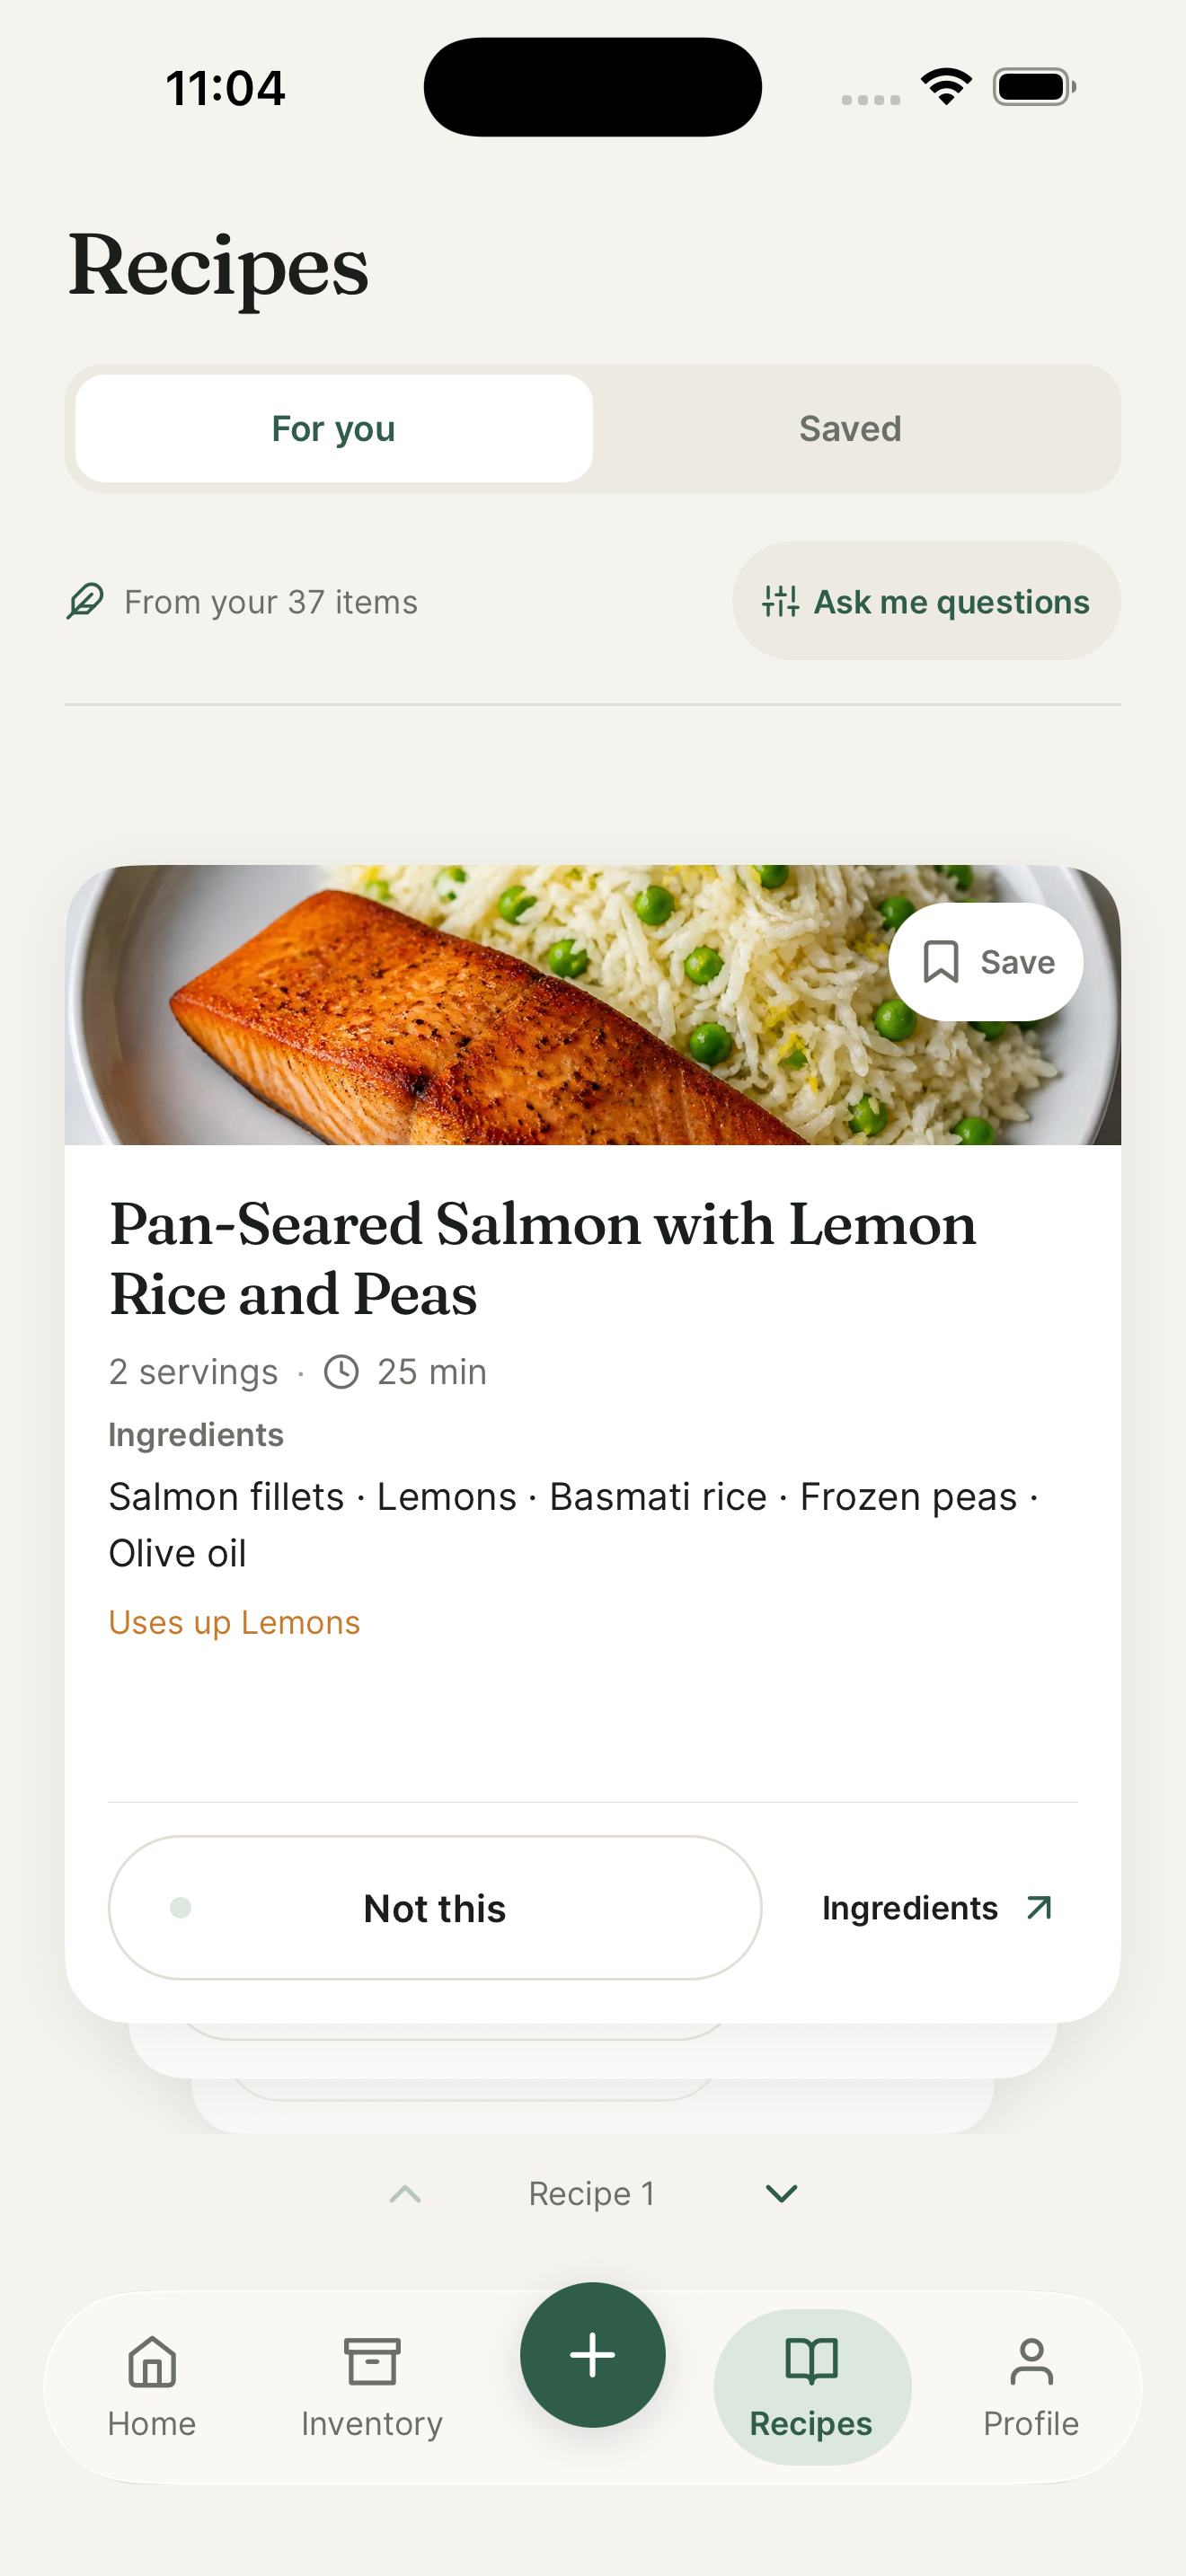 11:04
Recipes
For you
Saved
From your 37 items
Ask me questions
Save
Pan-Seared Salmon with Lemon
Rice and Peas
2 servings · 25 min
Ingredients
Salmon fillets · Lemons · Basmati rice · Frozen peas ·
Olive oil
Uses up Lemons
Not this
Ingredients
Recipe 1
Home
Inventory
Recipes
Profile